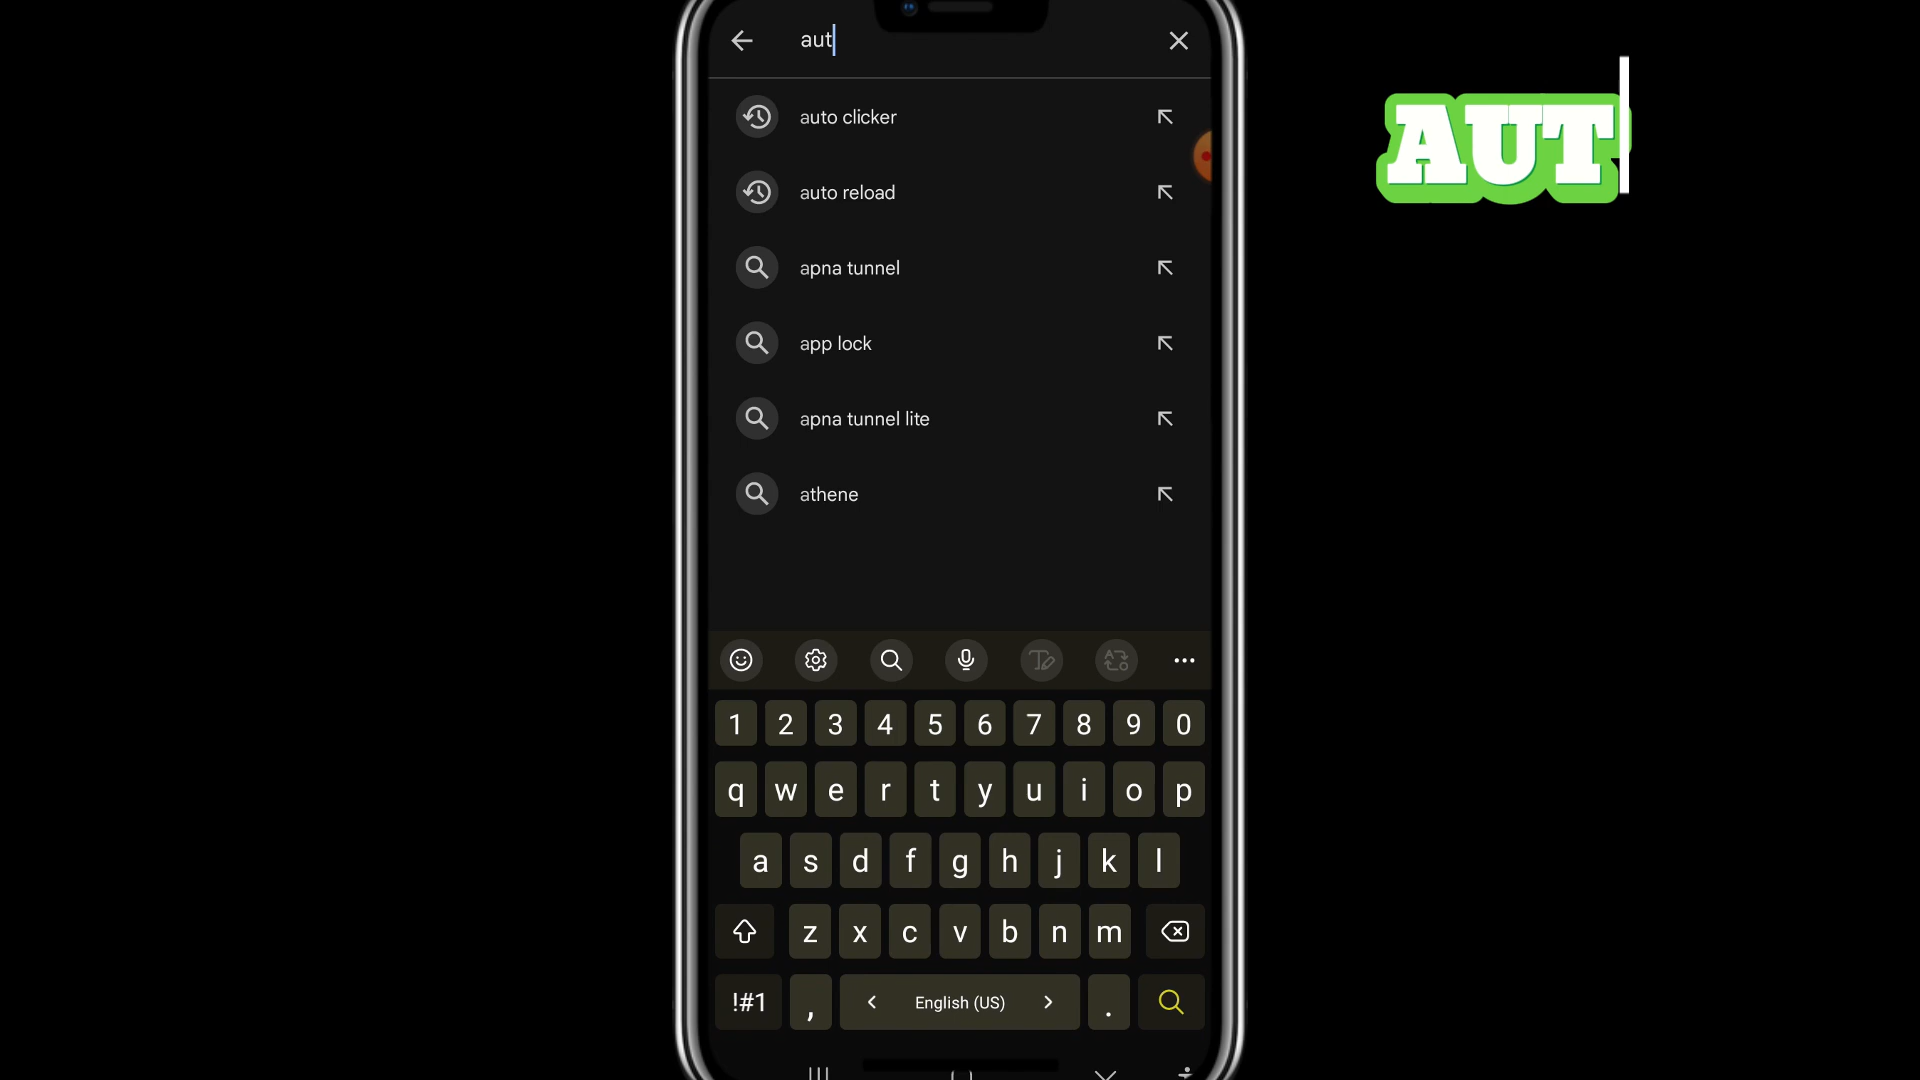 aut
AUT
auto clicker
auto reload
apna tunnel
app lock
apna tunnel lite
athene
1 2 3 4 5 6 7 8 9 0
q w e r t y u i o p
a s d f g h j k l
z x c v b n m
!#1 , < English (US) > .